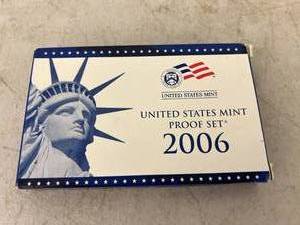 UNITED STATES MINT
UNITED STATES MINT
PROOF SET®
2006